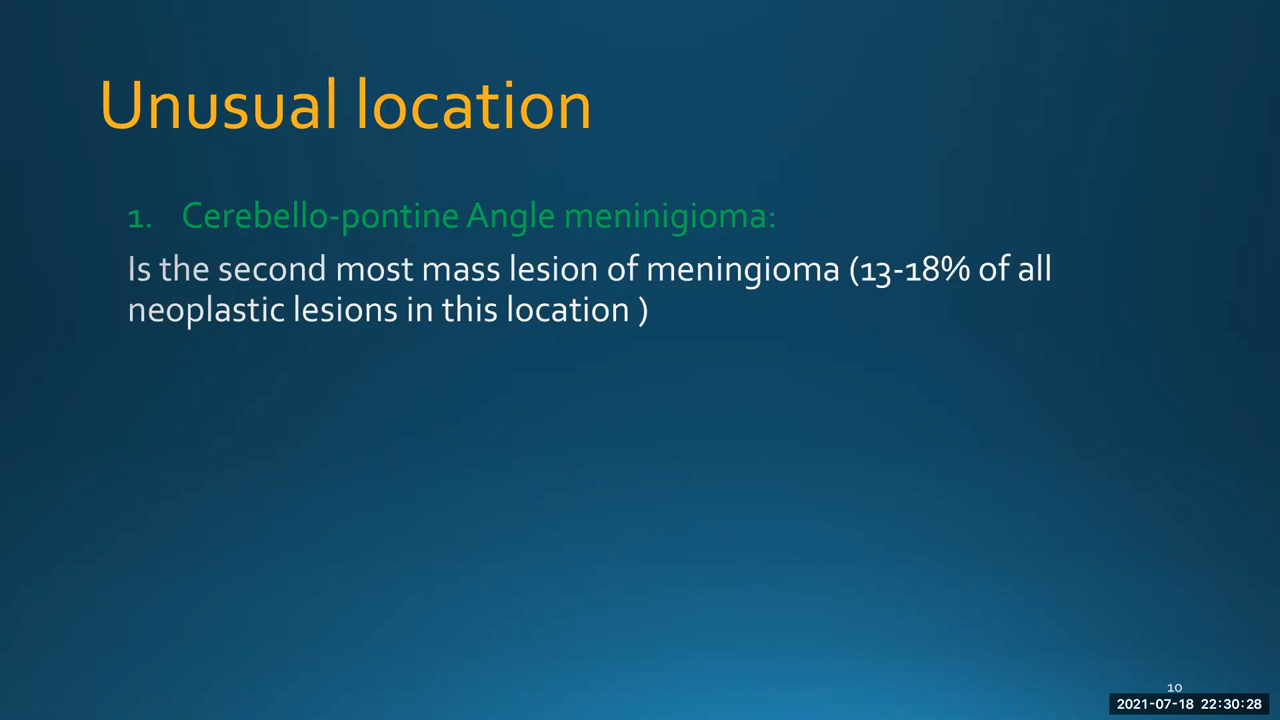 Unusual location
1. Cerebello-pontine Angle meninigioma:
Is the second most mass lesion of meningioma (13-18% of all
neoplastic lesions in this location )
10
2021-07-18 22:30:28